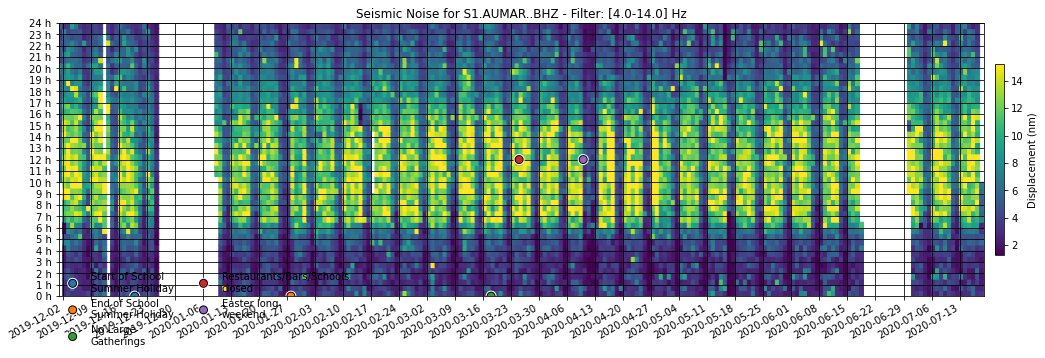 Seismic Noise for S1.AUMAR..BHZ - Filter: [4.0-14.0] Hz
24 h
23 h
22 h
21 h
20 h
19 h
18 h
17 h
16 h
15 h
14 h
13 h
12 h
11 h
10 h
9 h
8 h
7 h
6 h
5 h
4 h
3 h
2 h
1 h
0 h
14
12
10
8
6
4
2
Displacement (nm)
Start of School
Summer Holiday
End of School
Summer Holiday
No Large
Gatherings
Restaurants/Bars/Schools
closed
Easter long
weekend
2019-12-02
2020-01-06
2020-01-27
2020-02-03
2020-02-10
2020-02-17
2020-02-24
2020-03-02
2020-03-09
2020-03-16
2020-03-23
2020-03-30
2020-04-06
2020-04-13
2020-04-20
2020-04-27
2020-05-04
2020-05-11
2020-05-18
2020-05-25
2020-06-01
2020-06-08
2020-06-15
2020-06-22
2020-06-29
2020-07-06
2020-07-13